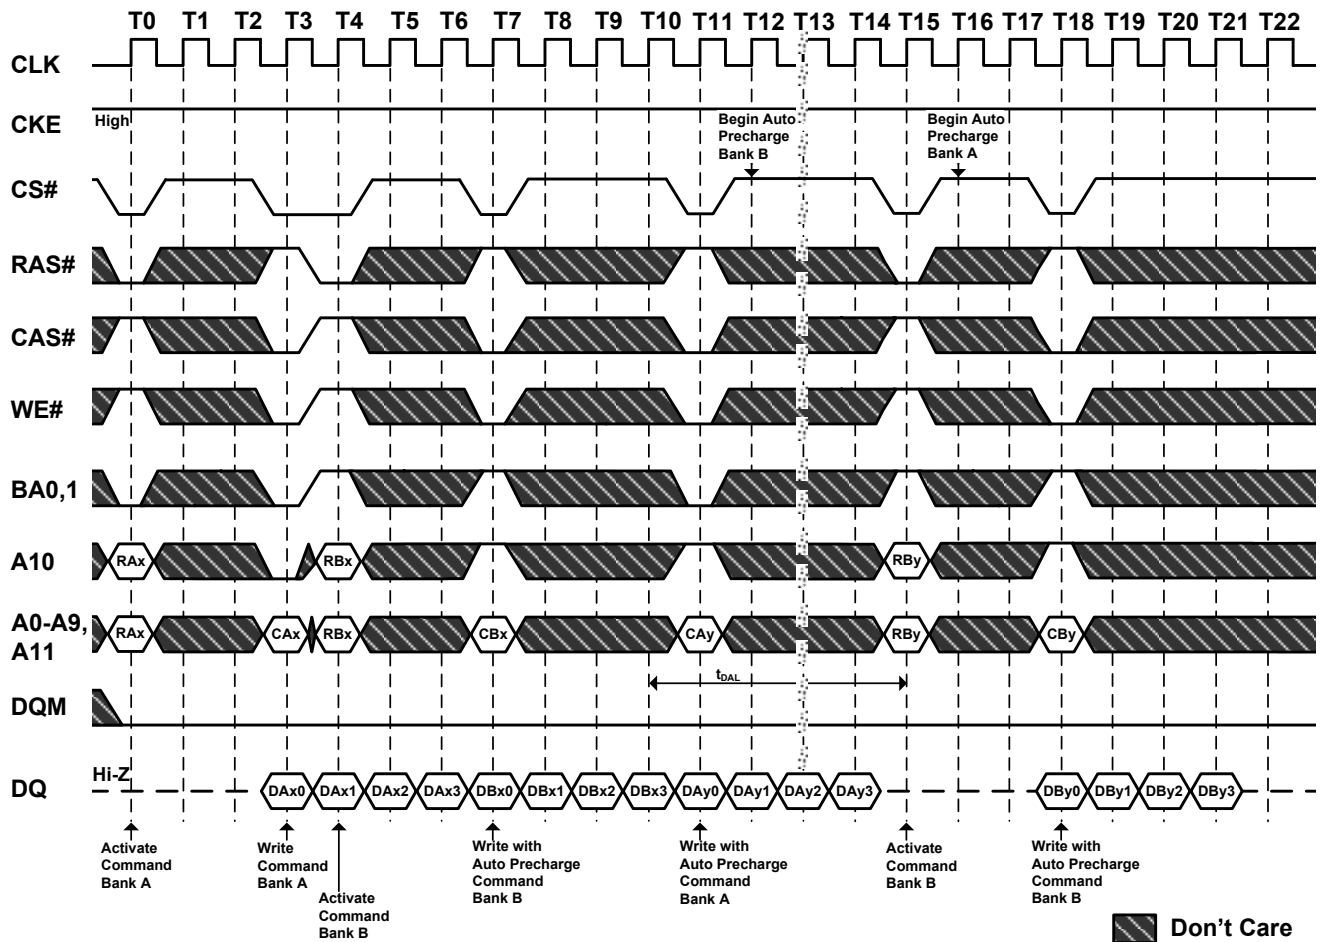 T0 T1 T2 T3 T4 T5 T6 T7 T8 T9 T10 T11 T12 T13 T14 T15 T16 T17 T18 T19 T20 T21 T22
CLK
CKE
High
Begin Auto
Precharge
Bank B
Begin Auto
Precharge
Bank A
CS#
RAS#
CAS#
WE#
BA0,1
A10
RAx RBx RBy
A0-A9,
A11
RAx CAx RBx CBx CAy RBy CBy
tDAL
DQM
Hi-Z
DQ
DAx0 DAx1 DAx2 DAx3 DBx0 DBx1 DBx2 DBx3 DAy0 DAy1 DAy2 DAy3 DBy0 DBy1 DBy2 DBy3
Activate
Command
Bank A
Write
Command
Bank A
Activate
Command
Bank B
Write with
Auto Precharge
Command
Bank B
Write with
Auto Precharge
Command
Bank A
Activate
Command
Bank B
Write with
Auto Precharge
Command
Bank B
Don't Care